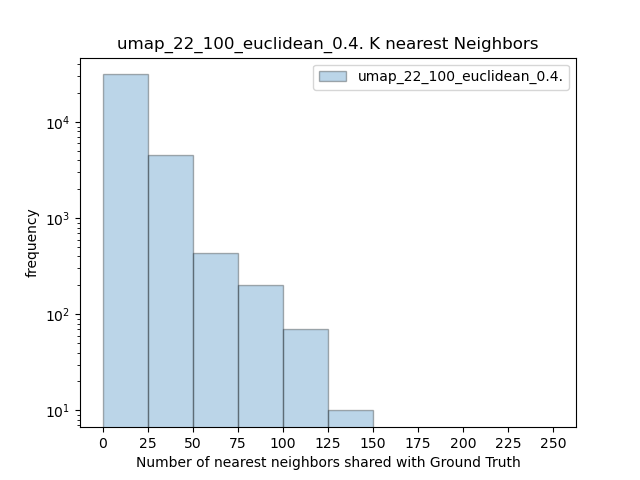 umap_22_100_euclidean_0.4. K nearest Neighbors
umap_22_100_euclidean_0.4.
frequency
10^4
10^3
10^2
10^1
0 25 50 75 100 125 150 175 200 225 250
Number of nearest neighbors shared with Ground Truth